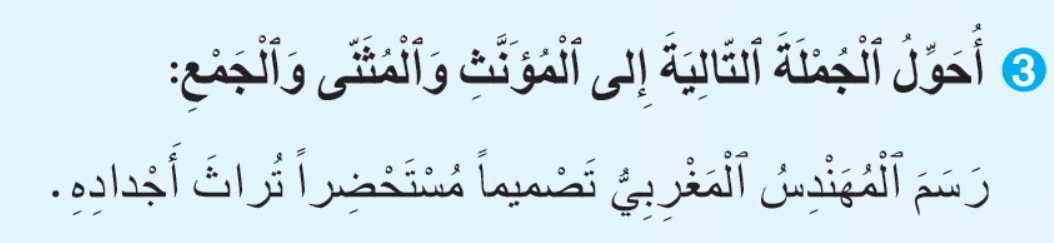 3 أُحَوِّلُ ٱلْجُمْلَةَ ٱلتّالِيَةَ إِلى ٱلْمُؤَنَّثِ وَٱلْمُثَنّى وَٱلْجَمْعِ:
رَسَمَ ٱلْمُهَنْدِسُ ٱلْمَغْرِبِيُّ تَصْميماً مُسْتَحْضِراً تُراثَ أَجْدادِهِ.